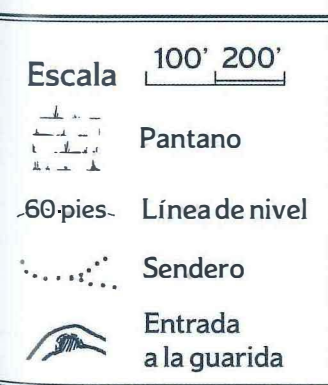 Escala 100' 200'
Pantano
60 pies Línea de nivel
Sendero
Entrada
a la guarida